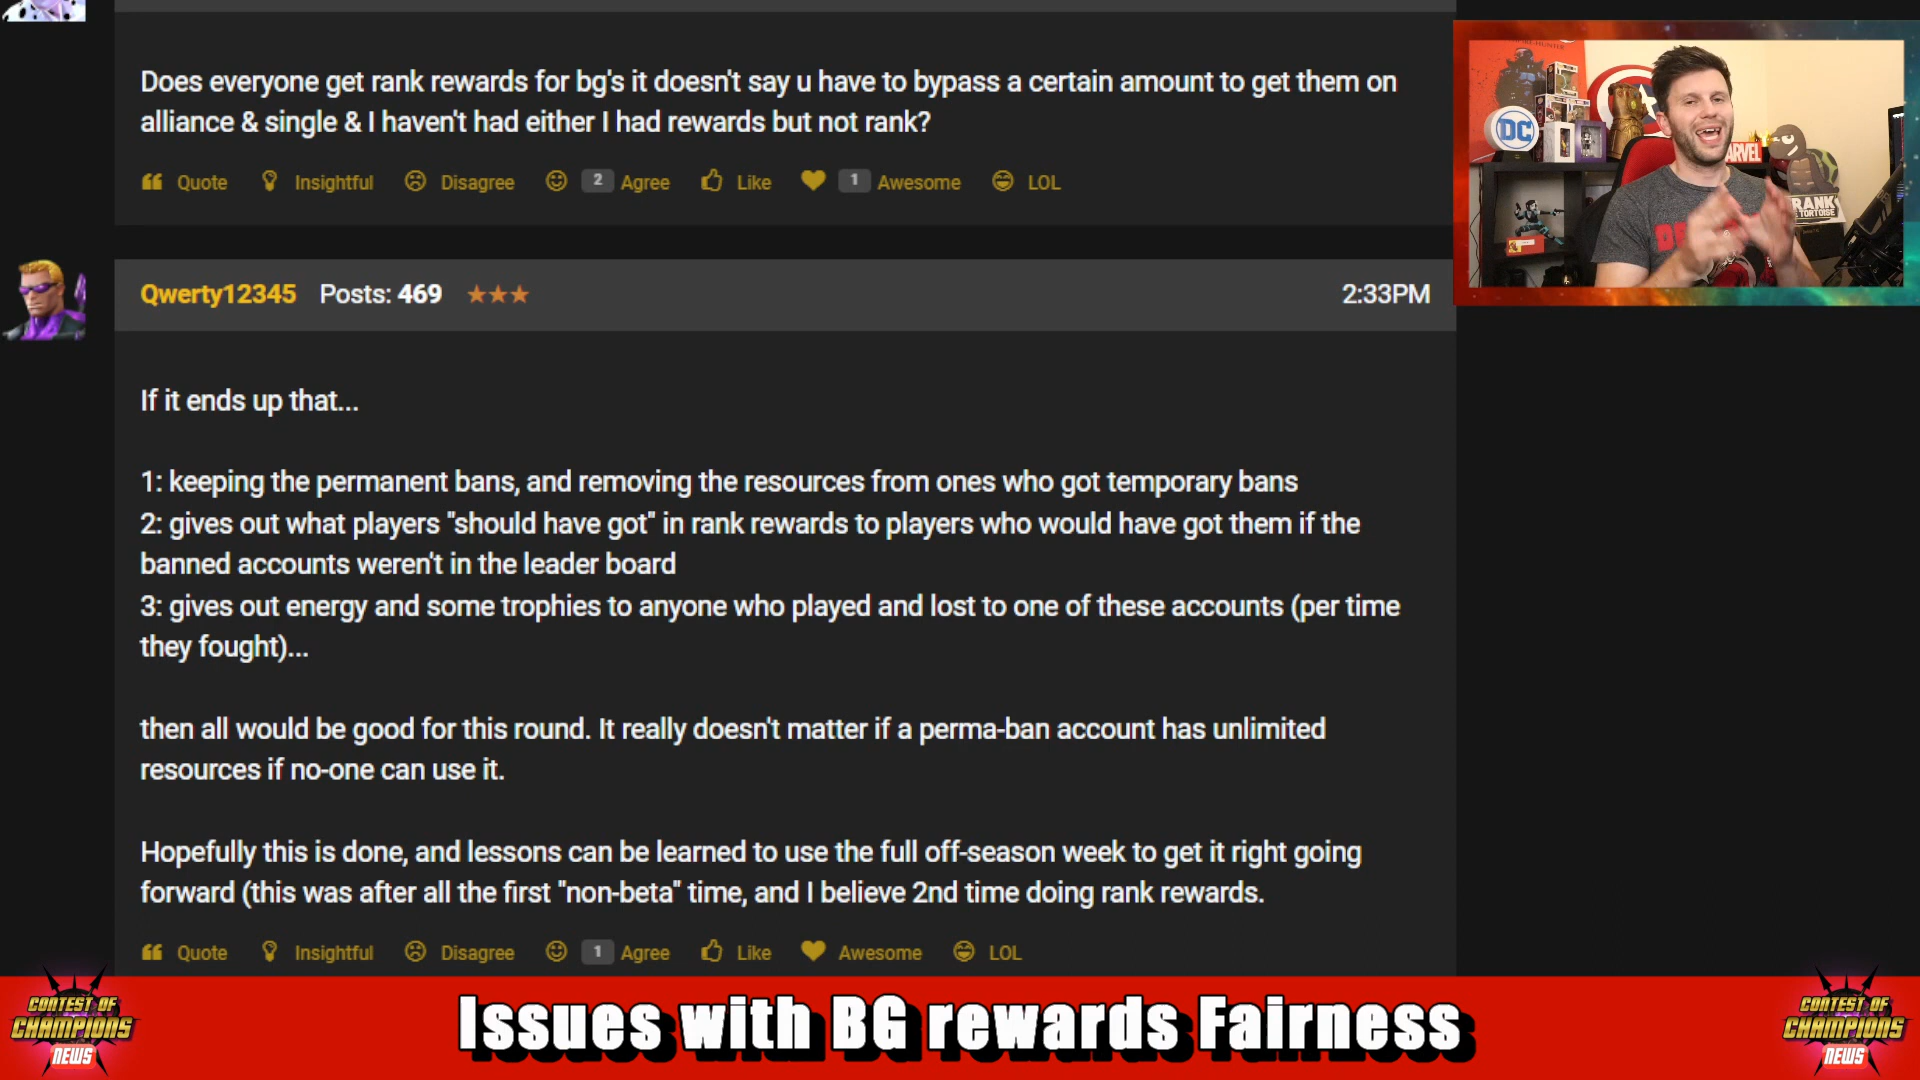 Does everyone get rank rewards for bg's it doesn't say u have to bypass a certain amount to get them on
alliance & single & I haven't had either I had rewards but not rank?
Quote Insightful Disagree 2 Agree Like 1 Awesome LOL
Qwerty12345 Posts: 469 2:33PM
If it ends up that...
1: keeping the permanent bans, and removing the resources from ones who got temporary bans
2: gives out what players "should have got" in rank rewards to players who would have got them if the
banned accounts weren't in the leader board
3: gives out energy and some trophies to anyone who played and lost to one of these accounts (per time
they fought)...
then all would be good for this round. It really doesn't matter if a perma-ban account has unlimited
resources if no-one can use it.
Hopefully this is done, and lessons can be learned to use the full off-season week to get it right going
forward (this was after all the first "non-beta" time, and I believe 2nd time doing rank rewards.
Quote Insightful Disagree 1 Agree Like Awesome LOL
DC
ARVEL
RANK
TORTOISE
CONTEST OF
CHAMPIONS
NEWS
Issues with BG rewards Fairness
CONTEST OF
CHAMPIONS
NEWS